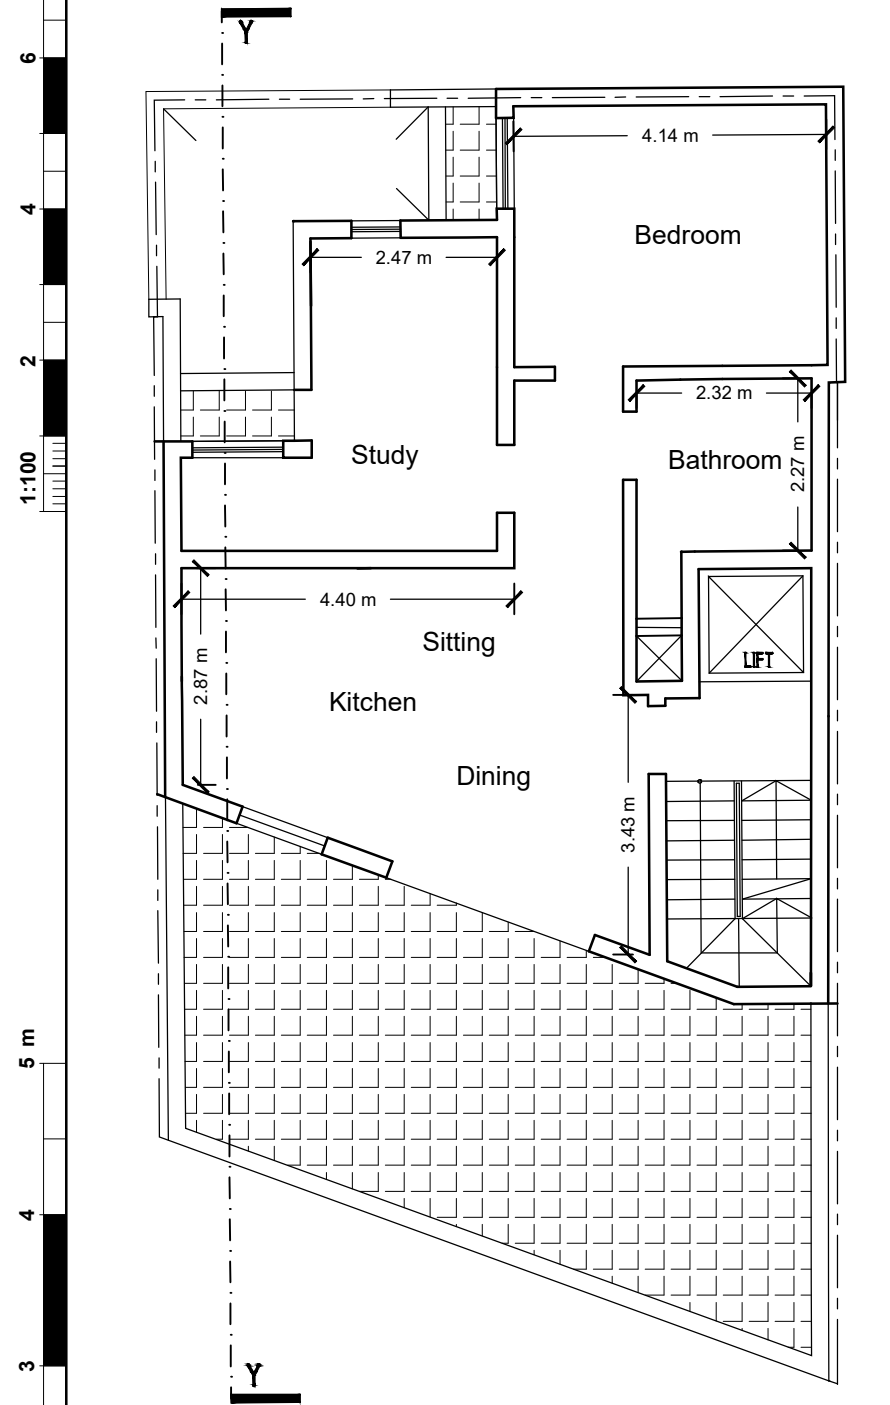 Y
6
4.14 m
4
Bedroom
2.47 m
2
2.32 m
Study
Bathroom
2.27 m
1:100
4.40 m
Sitting
LIFT
2.87 m
Kitchen
Dining
3.43 m
5 m
4
3
Y